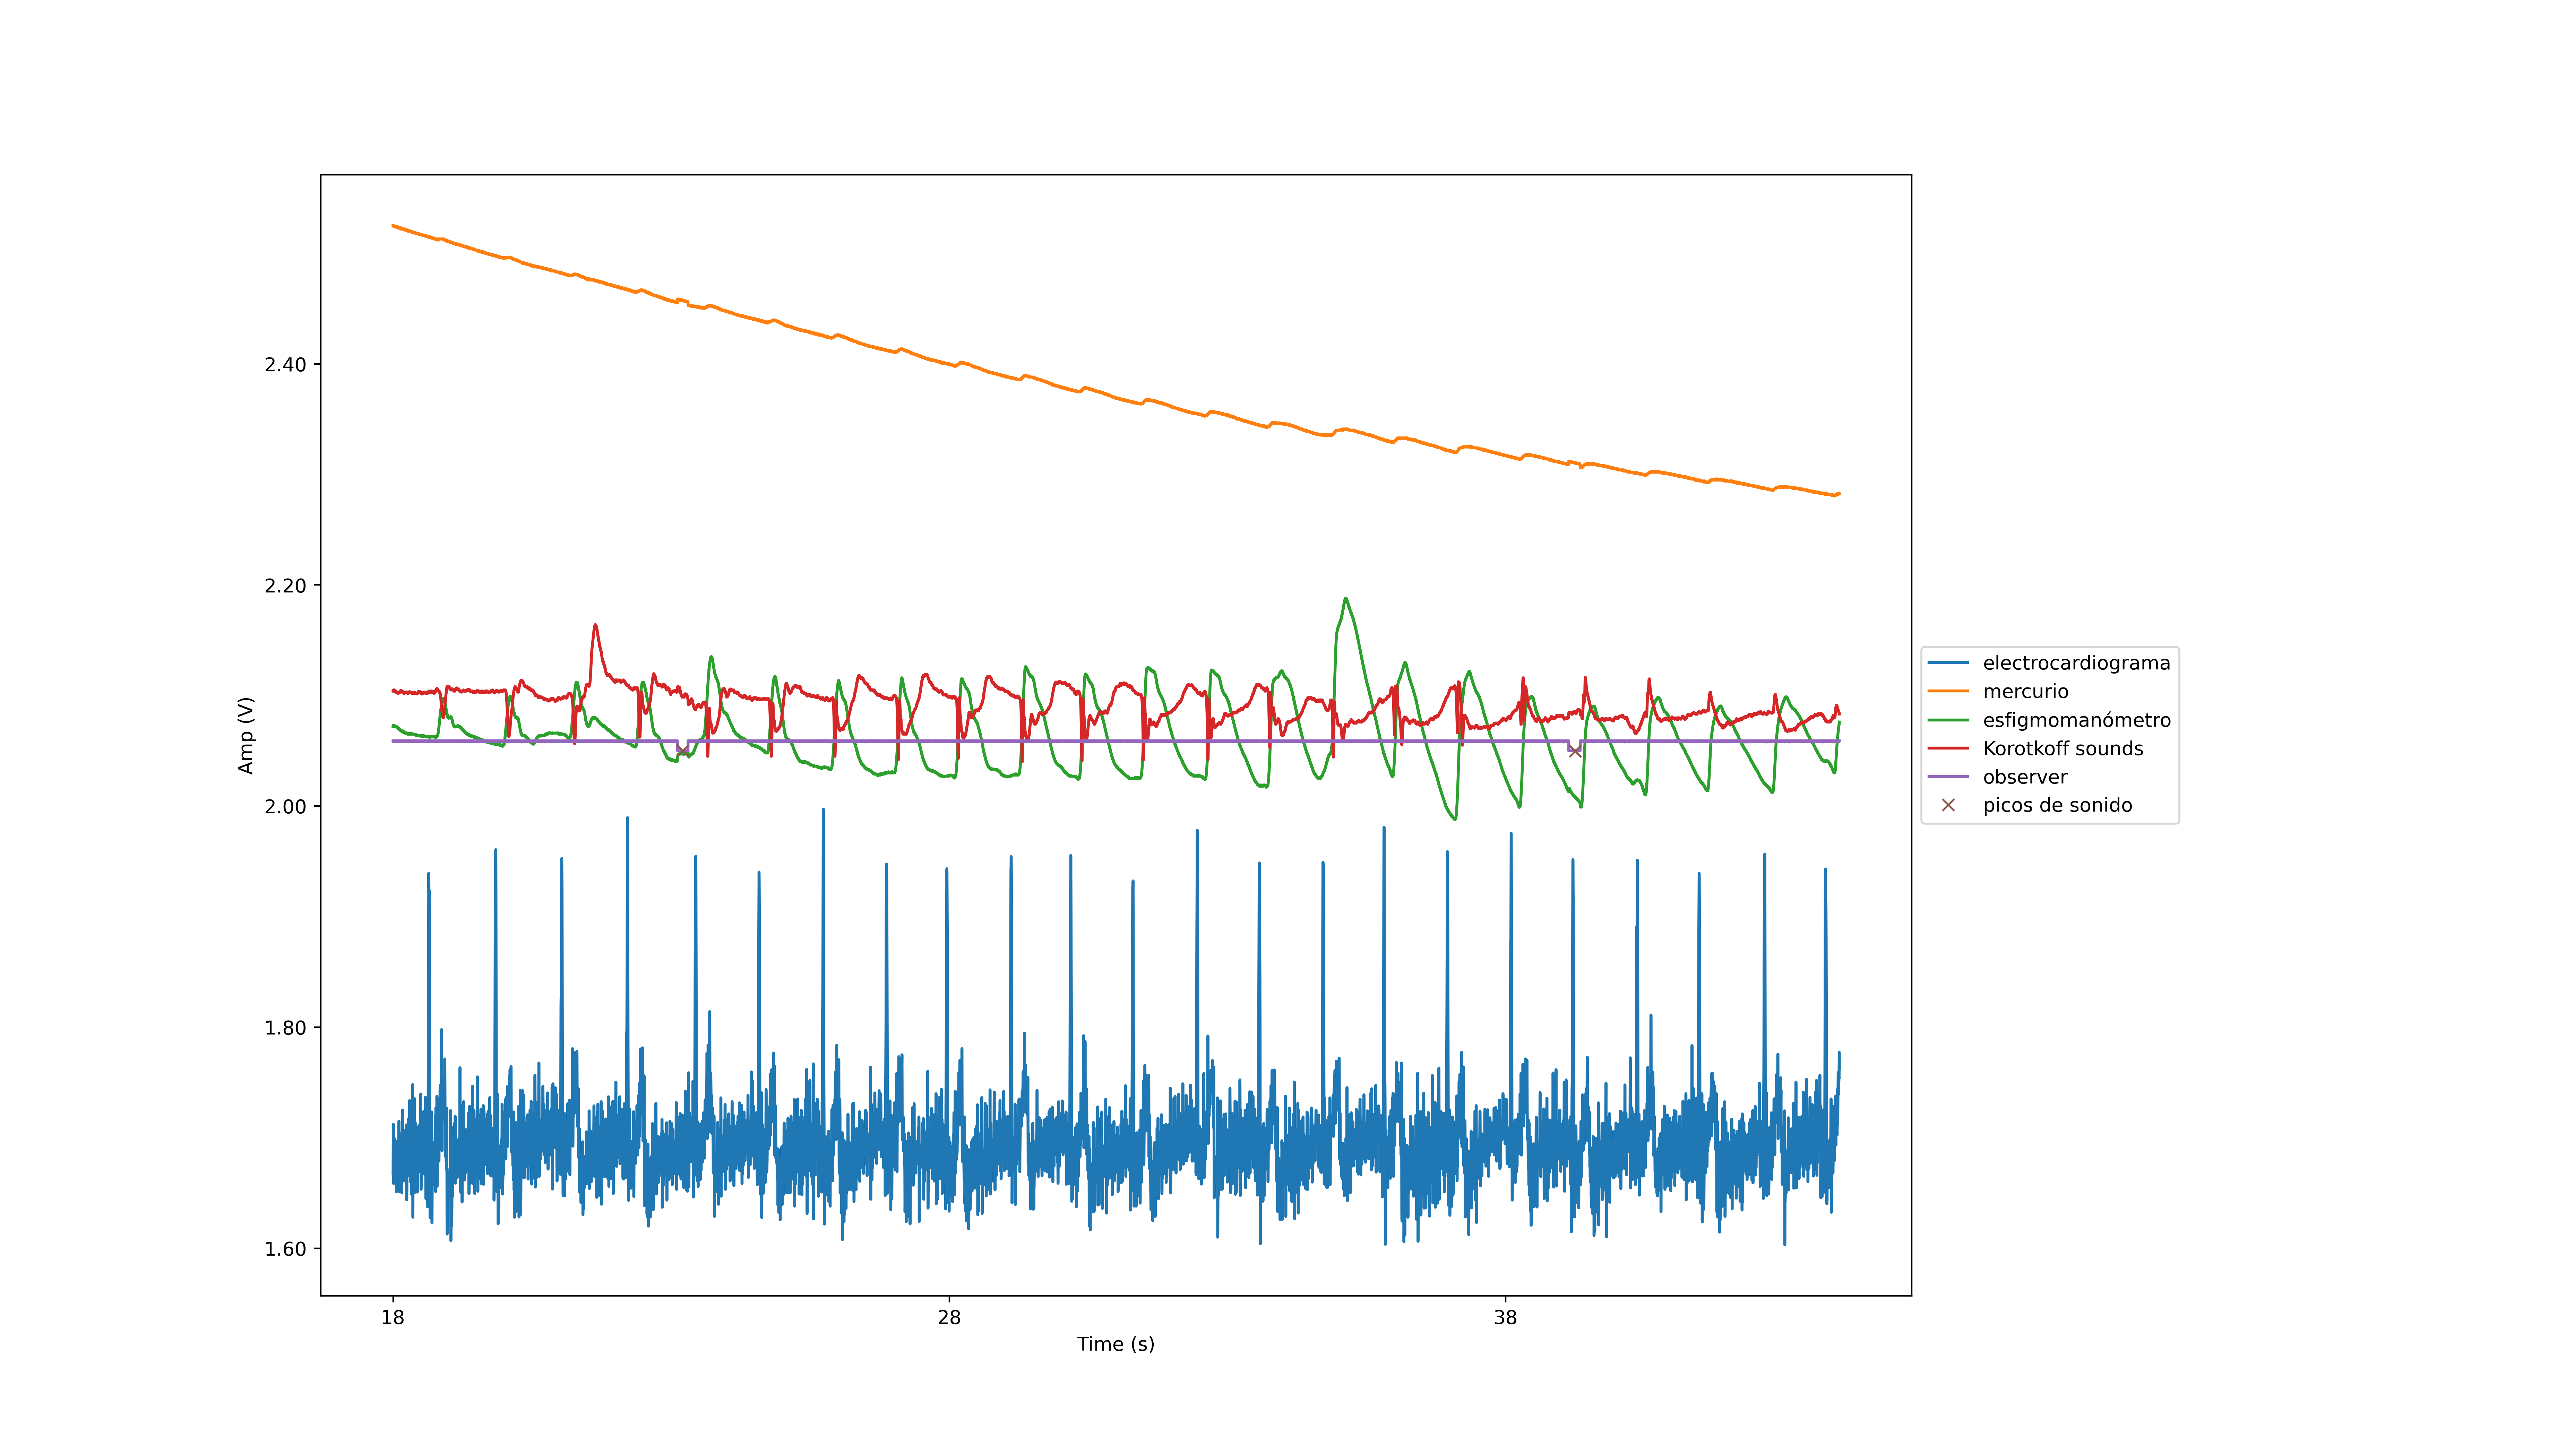 2.40
2.20
2.00
1.80
1.60
Amp (V)
18
28
38
Time (s)
electrocardiograma
mercurio
esfigmomanómetro
Korotkoff sounds
observer
picos de sonido